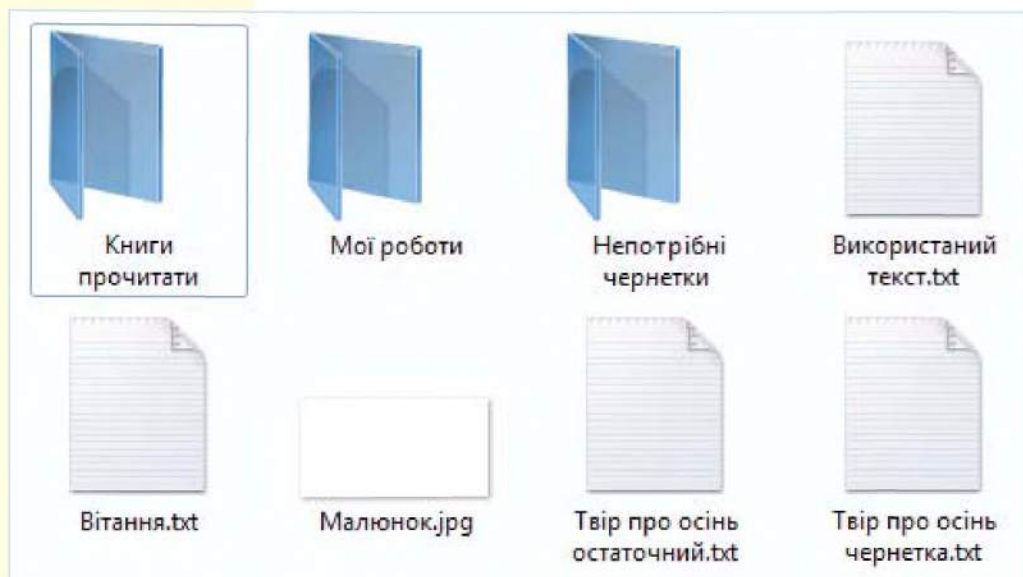 Книги
прочитати
Мої роботи
Непотрібні
чернетки
Використаний
текст.txt
Вітання.txt
Малюнок.jpg
Твір про осінь
остаточний.txt
Твір про осінь
чернетка.txt